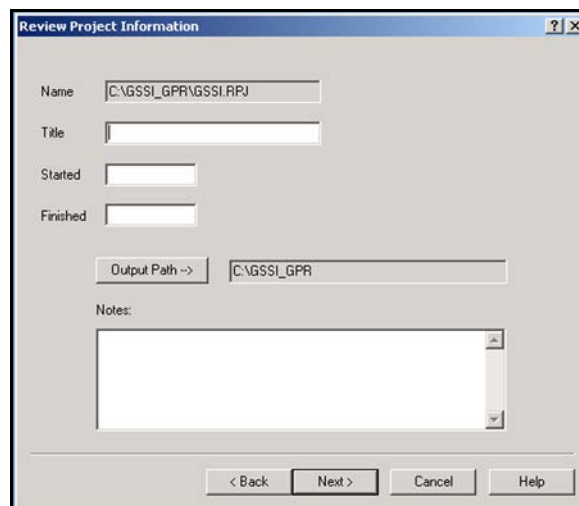 Review Project Information
Name C:\GSSI_GPR\GSSI.RPJ
Title
Started
Finished
Output Path --> C:\GSSI_GPR
Notes:
< Back Next > Cancel Help